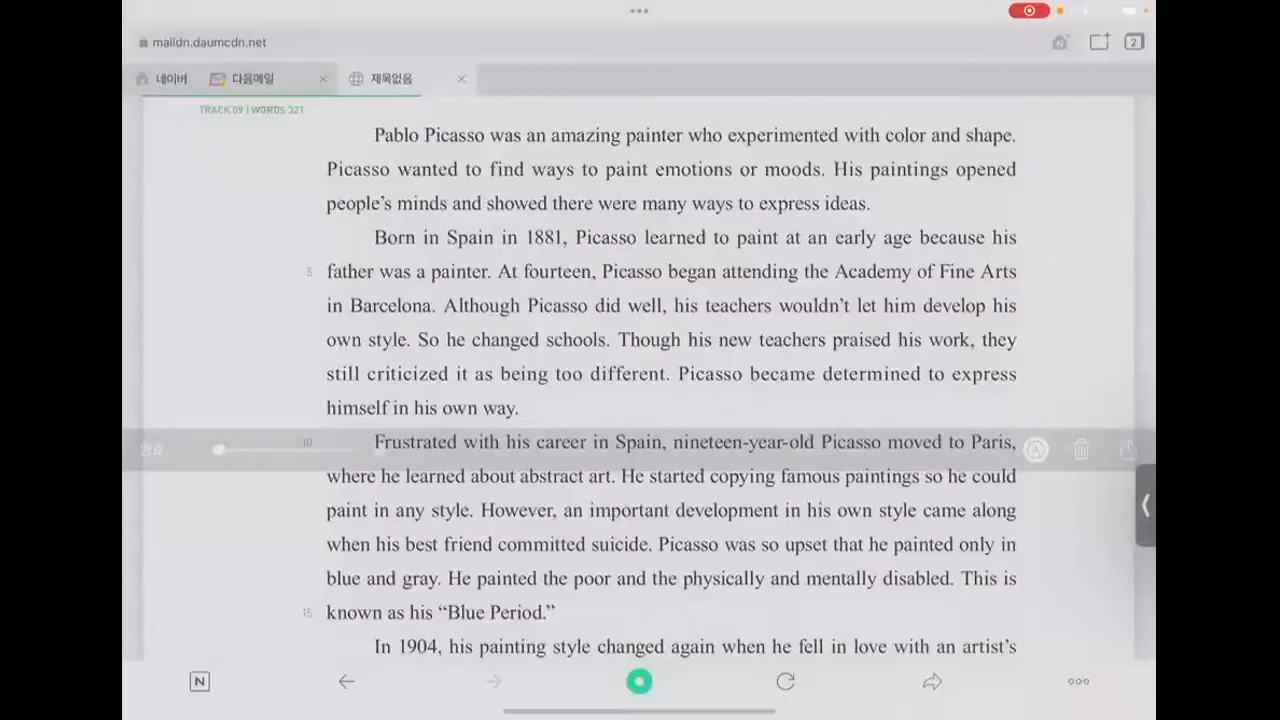 maildn.daumcdn.net
2
네이버
다음메일
제목없음
TRACK 09 | WORDS 321
Pablo Picasso was an amazing painter who experimented with color and shape.
Picasso wanted to find ways to paint emotions or moods. His paintings opened
people's minds and showed there were many ways to express ideas.
Born in Spain in 1881, Picasso learned to paint at an early age because his
5 father was a painter. At fourteen, Picasso began attending the Academy of Fine Arts
in Barcelona. Although Picasso did well, his teachers wouldn't let him develop his
own style. So he changed schools. Though his new teachers praised his work, they
still criticized it as being too different. Picasso became determined to express
himself in his own way.
10 Frustrated with his career in Spain, nineteen-year-old Picasso moved to Paris,
완료
where he learned about abstract art. He started copying famous paintings so he could
paint in any style. However, an important development in his own style came along
when his best friend committed suicide. Picasso was so upset that he painted only in
blue and gray. He painted the poor and the physically and mentally disabled. This is
15 known as his “Blue Period.”
In 1904, his painting style changed again when he fell in love with an artist's
N